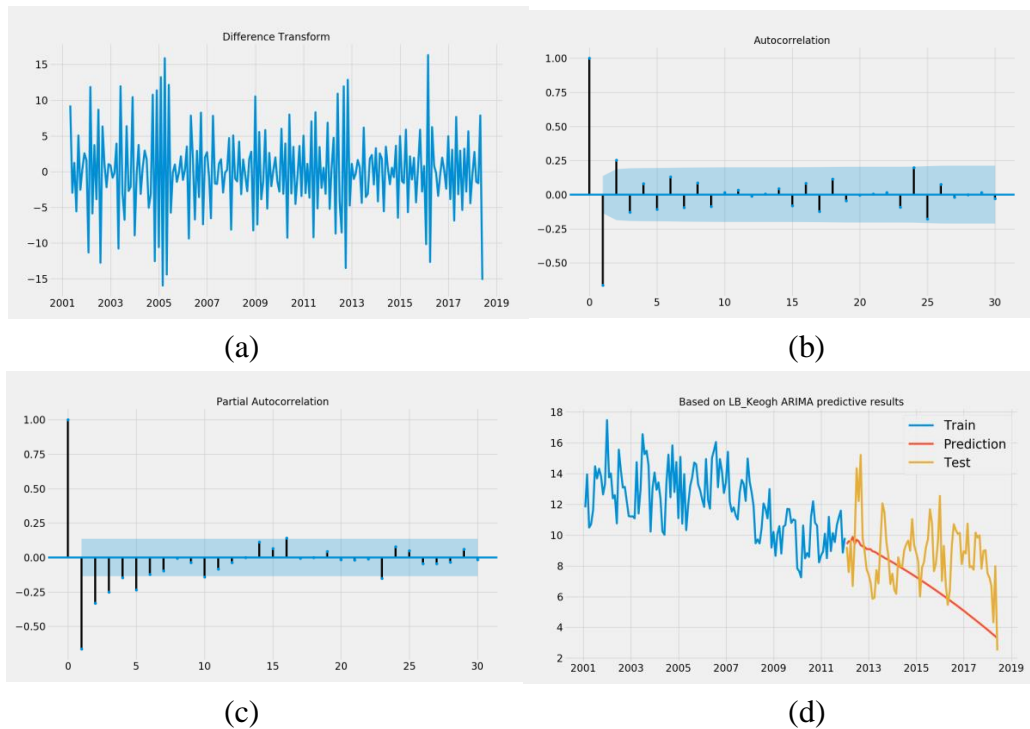 Difference Transform
15
10
5
0
−5
−10
−15
2001 2003 2005 2007 2009 2011 2013 2015 2017 2019
(a)
Autocorrelation
1.00
0.75
0.50
0.25
0.00
−0.25
−0.50
0 5 10 15 20 25 30
(b)
Partial Autocorrelation
1.00
0.75
0.50
0.25
0.00
−0.25
−0.50
0 5 10 15 20 25 30
(c)
Based on LB_Keogh ARIMA predictive results
18
16
14
12
10
8
6
4
2
Train
Prediction
Test
2001 2003 2005 2007 2009 2011 2013 2015 2017 2019
(d)